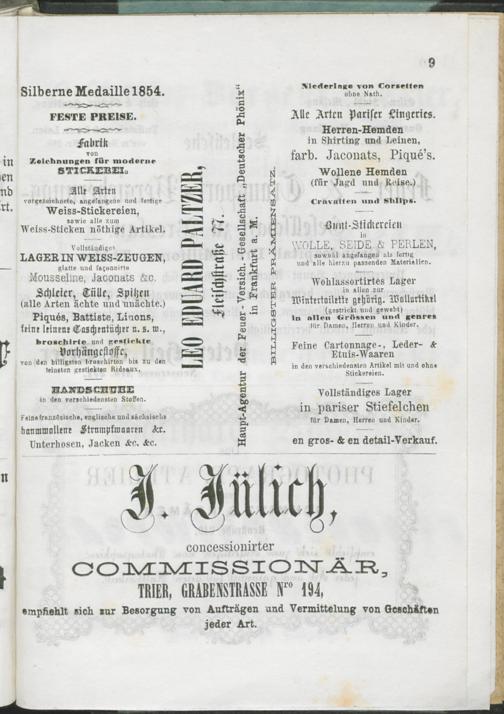 9
Silberne Medaille 1854.
FESTE PREISE.
Fabrik
von
Zeichnungen für moderne
STICKEREI.
Alle Arten
vorgezeichnete, angefangene und fertige
Weiss-Stickereien,
sowie alle zum
Weiss-Sticken nöthige Artikel.
Vollständiges
LAGER IN WEISS-ZEUGEN,
glatte und façonnirte
Mousseline, Jaconats &c.
Schleier, Tülle, Spitzen
(alle Arten ächte und unächte.)
Piqués, Battiste, Linons,
feine leinene Taschentücher u. s. w.,
broschirte und gestickte
Vorhängestoffe,
von den billigsten broschirten bis zu den
feinsten gestickten Rideaux.
HANDSCHUHE
in den verschiedensten Stoffen.
Feine französische, englische und sächsische
baumwollene Strumpfwaaren &c.
Unterhosen, Jacken &c. &c.
LEO EDUARD PALTZER,
Fleischstraße 77.
Haupt-Agentur der Feuer-Versich.-Gesellschaft „Deutscher Phönix"
in Frankfurt a. M.
BILLIGSTER PRÄMIENSATZ.
Niederlage von Corsetten
ohne Nath.
Alle Arten Pariser Lingeries.
Herren-Hemden
in Shirting und Leinen,
farb. Jaconats, Piqué's.
Wollene Hemden
(für Jagd und Reise.)
Cravatten und Shlips.
Bunt-Stickereien
in
WOLLE, SEIDE & PERLEN,
sowohl angefangen als fertig
und alle hierzu passenden Materialien.
Wohlassortirtes Lager
in allen zur
Wintertoilette gehörig. Wollartikel
(gestrickt und gewebt)
in allen Grössen und genres
für Damen, Herren und Kinder.
Feine Cartonnage-, Leder- &
Etuis-Waaren
in den verschiedensten Artikel mit und ohne
Stickereien.
Vollständiges Lager
in pariser Stiefelchen
für Damen, Herren und Kinder.
en gros- & en detail-Verkauf.
J. Jülich,
concessionirter
COMMISSIONÄR,
TRIER, GRABENSTRASSE Nro 194,
empfiehlt sich zur Besorgung von Aufträgen und Vermittelung von Geschäften
jeder Art.